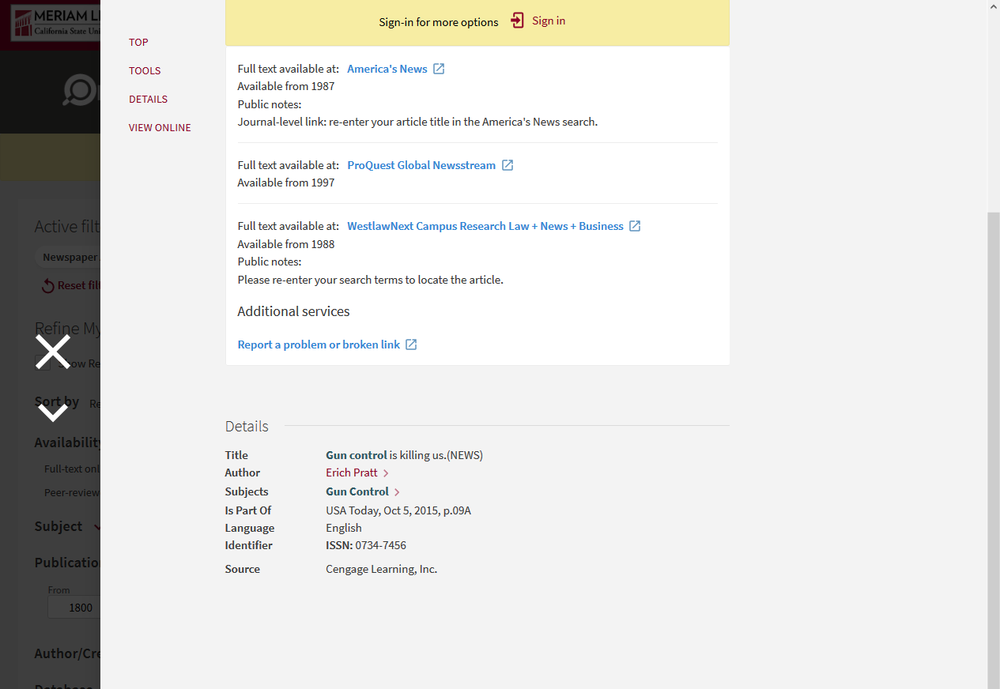 MERIAM LI
California State Uni
Sign-in for more options Sign in
TOP
TOOLS
DETAILS
VIEW ONLINE
Full text available at: America's News
Available from 1987
Public notes:
Journal-level link: re-enter your article title in the America's News search.
Full text available at: ProQuest Global Newsstream
Available from 1997
Full text available at: WestlawNext Campus Research Law + News + Business
Available from 1988
Public notes:
Please re-enter your search terms to locate the article.
Additional services
Report a problem or broken link
Active filt
Newspaper
Reset filt
Refine My
Show Re
Sort by Re
Availability
Full-text onl
Peer-review
Subject
Publication
From
1800
Author/Cre
Database
Details
Title Gun control is killing us.(NEWS)
Author Erich Pratt
Subjects Gun Control
Is Part Of USA Today, Oct 5, 2015, p.09A
Language English
Identifier ISSN: 0734-7456
Source Cengage Learning, Inc.